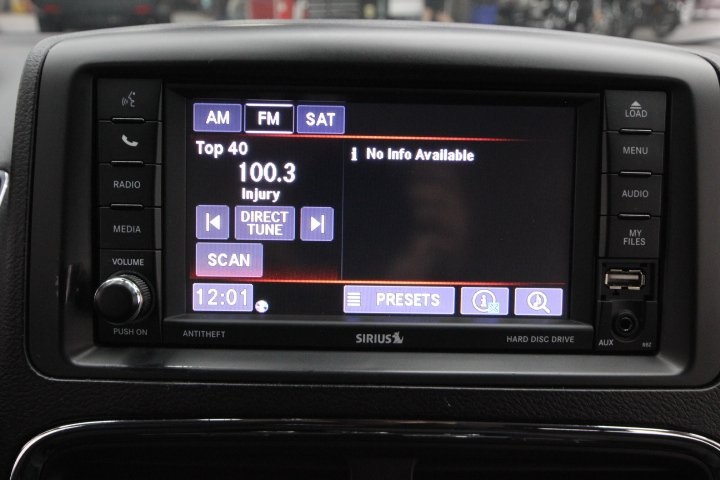 AM FM SAT
Top 40
100.3
Injury
DIRECT
TUNE
SCAN
12:01
i No Info Available
PRESETS
i
RADIO
MEDIA
VOLUME
PUSH ON
ANTITHEFT
SIRIUS
HARD DISC DRIVE
LOAD
MENU
AUDIO
MY
FILES
AUX